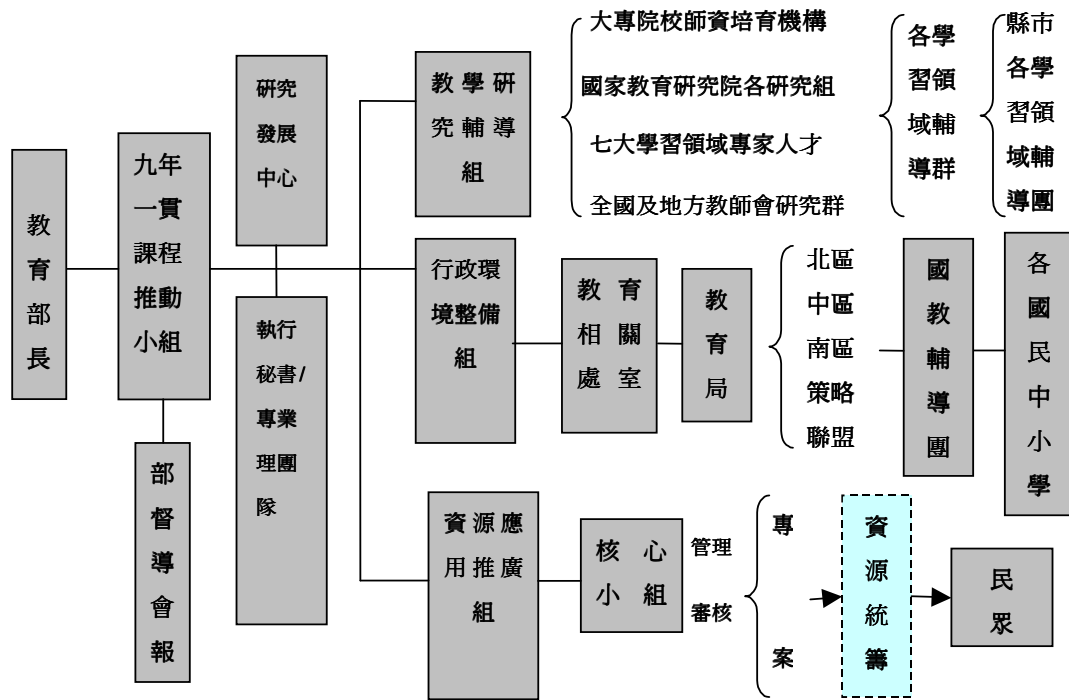 教
育
部
長
九年
一貫
課程
推動
小組
部
督
導
會
報
研究
發展
中心
執行
秘書/
專業
理團
隊
教學研
究輔導
組
大專院校師資培育機構
國家教育研究院各研究組
七大學習領域專家人才
全國及地方教師會研究群
各學
習領
域輔
導群
縣市
各學
習領
域輔
導團
行政環
境整備
組
教育
相關
處室
教
育
局
北區
中區
南區
策略
聯盟
國
教
輔
導
團
各
國
民
中
小
學
資源應
用推廣
組
核心
小組
管理
審核
專
案
資
源
統
籌
民
眾